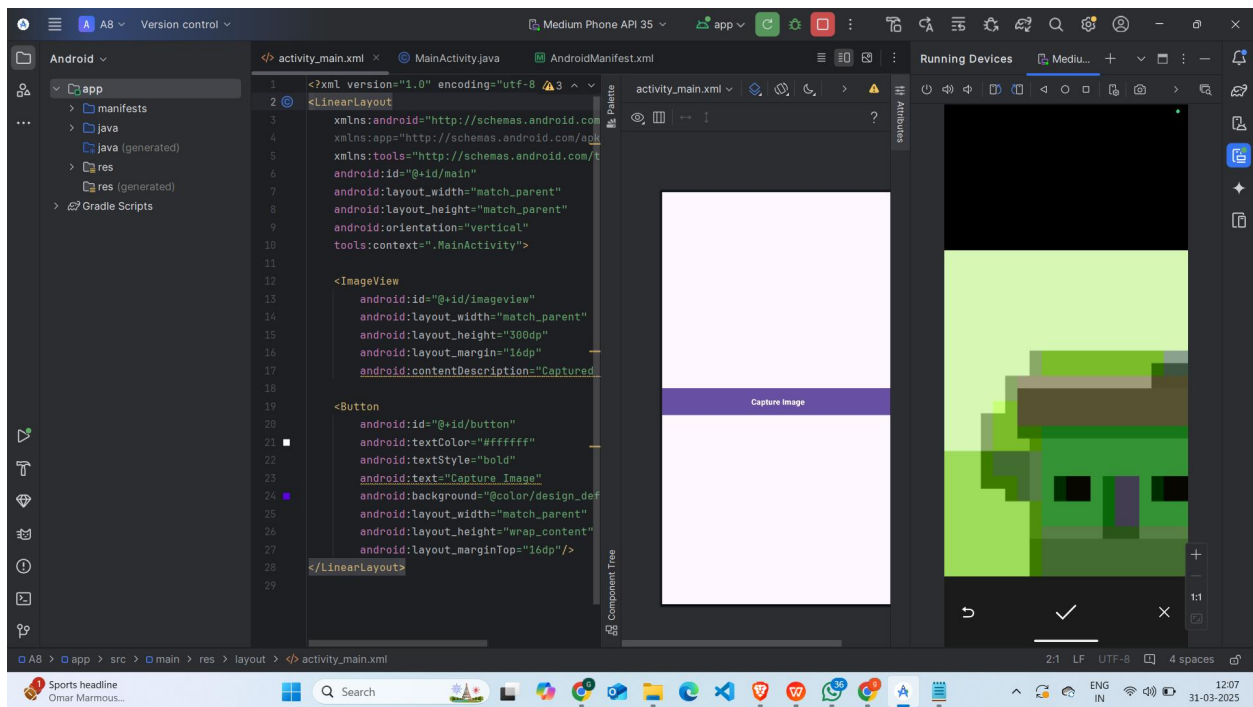 A A8 Version control Medium Phone API 35 app
Android
app
manifests
java
java (generated)
res
res (generated)
Gradle Scripts
activity_main.xml MainActivity.java AndroidManifest.xml
1 <?xml version="1.0" encoding="utf-8 3
2 <LinearLayout
3 xmlns:android="http://schemas.android.com
4 xmlns:app="http://schemas.android.com/apk
5 xmlns:tools="http://schemas.android.com/t
6 android:id="@+id/main"
7 android:layout_width="match_parent"
8 android:layout_height="match_parent"
9 android:orientation="vertical"
10 tools:context=".MainActivity">
11
12 <ImageView
13 android:id="@+id/imageview"
14 android:layout_width="match_parent"
15 android:layout_height="300dp"
16 android:layout_margin="16dp"
17 android:contentDescription="Captured
18
19 <Button
20 android:id="@+id/button"
21 android:textColor="#ffffff"
22 android:textStyle="bold"
23 android:text="Capture Image"
24 android:background="@color/design_def
25 android:layout_width="match_parent"
26 android:layout_height="wrap_content"
27 android:layout_marginTop="16dp"/>
28 </LinearLayout>
29
Palette
Component Tree
activity_main.xml
?
Attributes
Capture Image
Running Devices Mediu...
1:1
A8 > app > src > main > res > layout > activity_main.xml
2:1 LF UTF-8 4 spaces
1
Sports headline
Omar Marmous...
Search
36
ENG
IN
12:07
31-03-2025